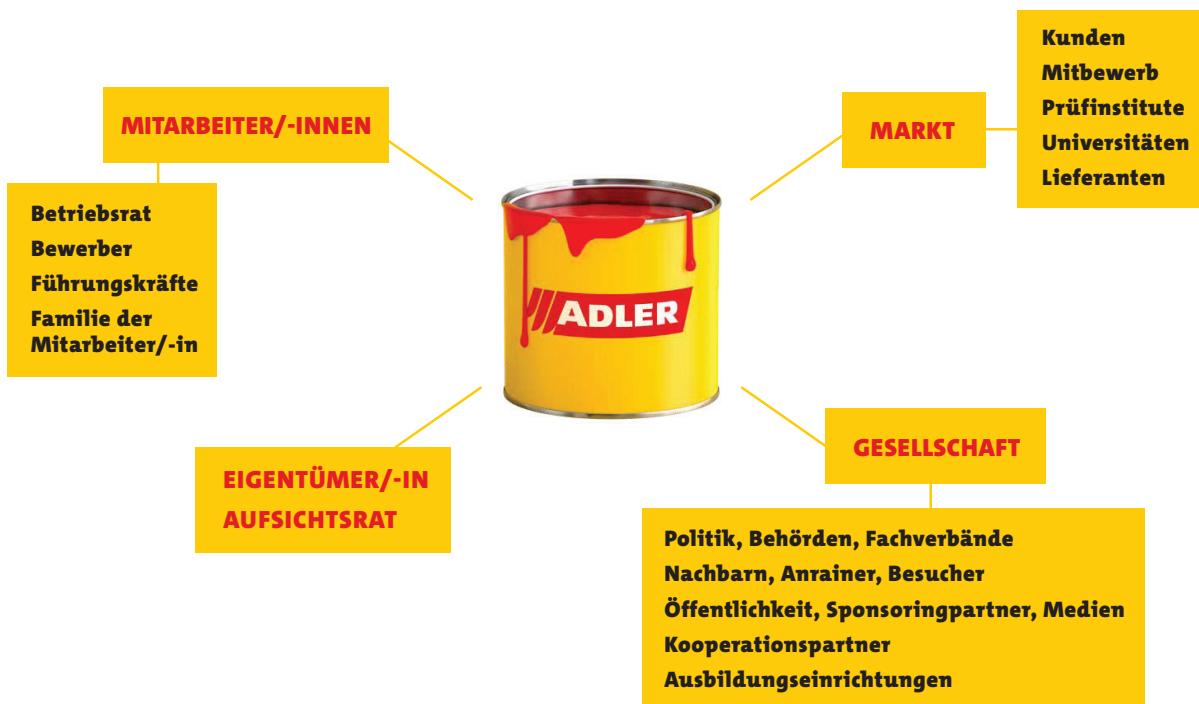 MITARBEITER/-INNEN
Betriebsrat
Bewerber
Führungskräfte
Familie der
Mitarbeiter/-in
MARKT
Kunden
Mitbewerb
Prüfinstitute
Universitäten
Lieferanten
ADLER
EIGENTÜMER/-IN
AUFSICHTSRAT
GESELLSCHAFT
Politik, Behörden, Fachverbände
Nachbarn, Anrainer, Besucher
Öffentlichkeit, Sponsoringpartner, Medien
Kooperationspartner
Ausbildungseinrichtungen